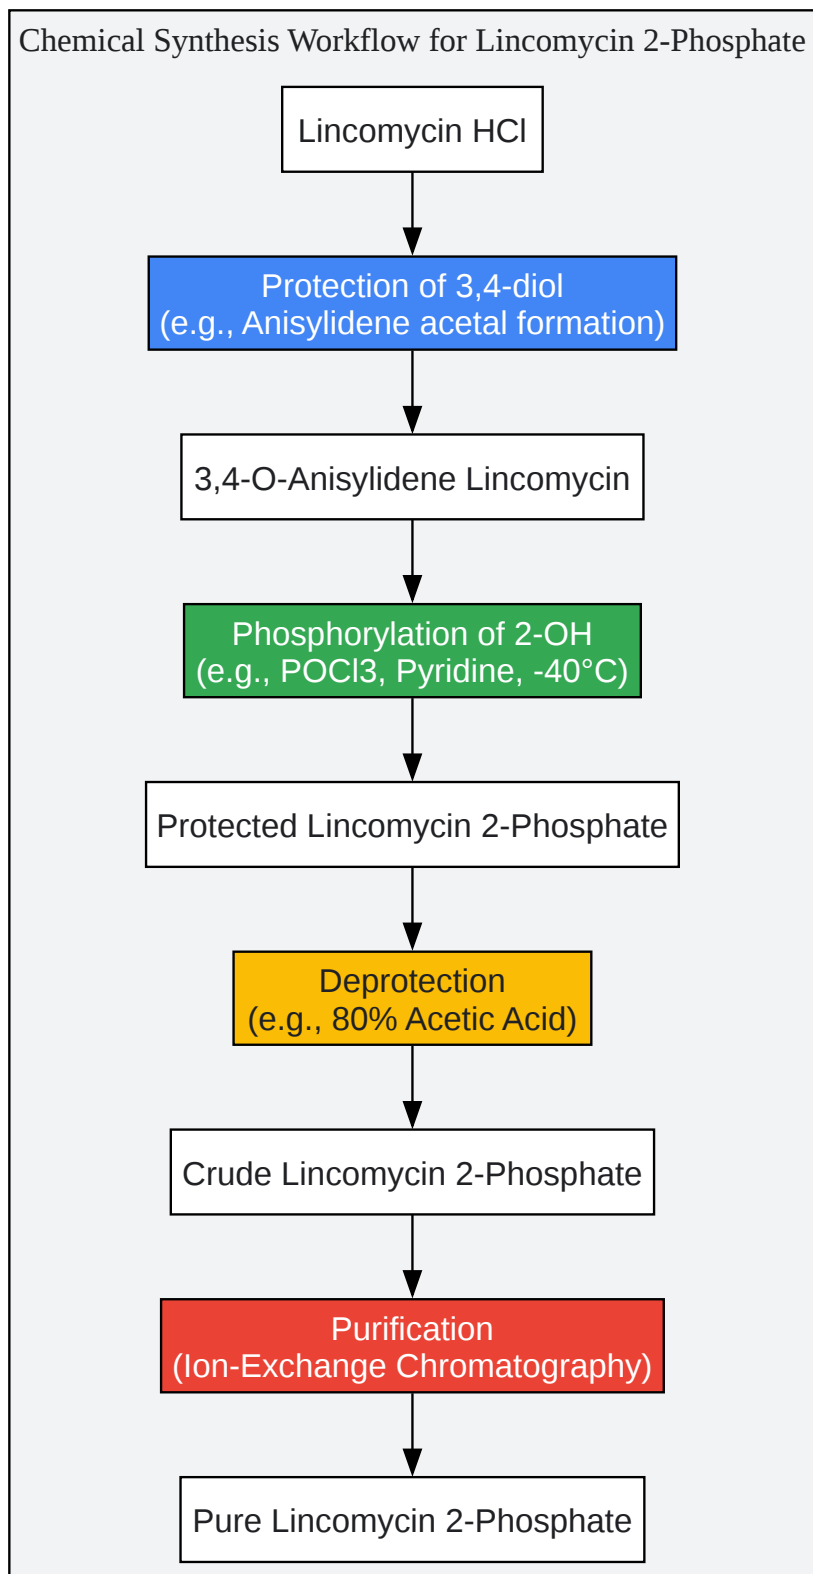 Chemical Synthesis Workflow for Lincomycin 2-Phosphate
Lincomycin HCl
Protection of 3,4-diol
(e.g., Anisylidene acetal formation)
3,4-O-Anisylidene Lincomycin
Phosphorylation of 2-OH
(e.g., POCl3, Pyridine, -40°C)
Protected Lincomycin 2-Phosphate
Deprotection
(e.g., 80% Acetic Acid)
Crude Lincomycin 2-Phosphate
Purification
(Ion-Exchange Chromatography)
Pure Lincomycin 2-Phosphate